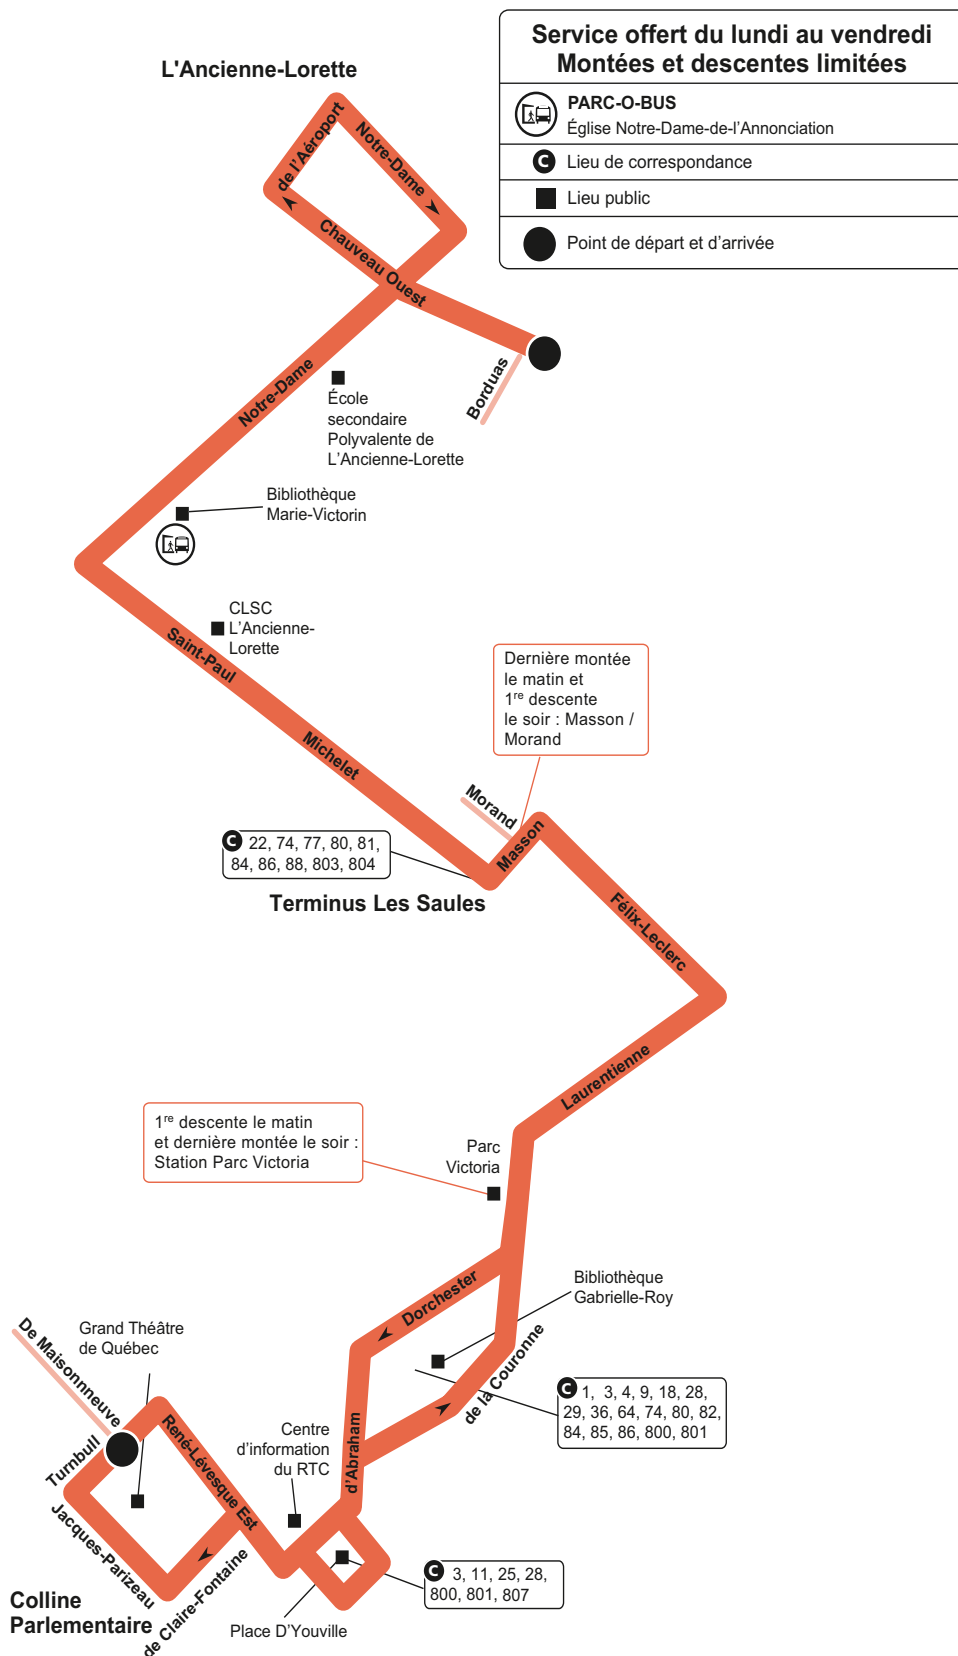 Service offert du lundi au vendredi
Montées et descentes limitées
PARC-O-BUS
Église Notre-Dame-de-l'Annonciation
C Lieu de correspondance
Lieu public
Point de départ et d'arrivée
L'Ancienne-Lorette
de l'Aéroport
Notre-Dame
Chauveau Ouest
Borduas
Notre-Dame
École
secondaire
Polyvalente de
L'Ancienne-Lorette
Bibliothèque
Marie-Victorin
CLSC
L'Ancienne-
Lorette
Saint-Paul
Michelet
Dernière montée
le matin et
1re descente
le soir : Masson /
Morand
Morand
Masson
C 22, 74, 77, 80, 81,
84, 86, 88, 803, 804
Terminus Les Saules
Félix-Leclerc
Laurentienne
1re descente le matin
et dernière montée le soir :
Station Parc Victoria
Parc
Victoria
Dorchester
Bibliothèque
Gabrielle-Roy
de la Couronne
C 1, 3, 4, 9, 18, 28,
29, 36, 64, 74, 80, 82,
84, 85, 86, 800, 801
De Maisonnneuve
Grand Théâtre
de Québec
Turnbull
René-Lévesque Est
Centre
d'information
du RTC
d'Abraham
Jacques-Parizeau
de Claire-Fontaine
Colline
Parlementaire
Place D'Youville
C 3, 11, 25, 28,
800, 801, 807